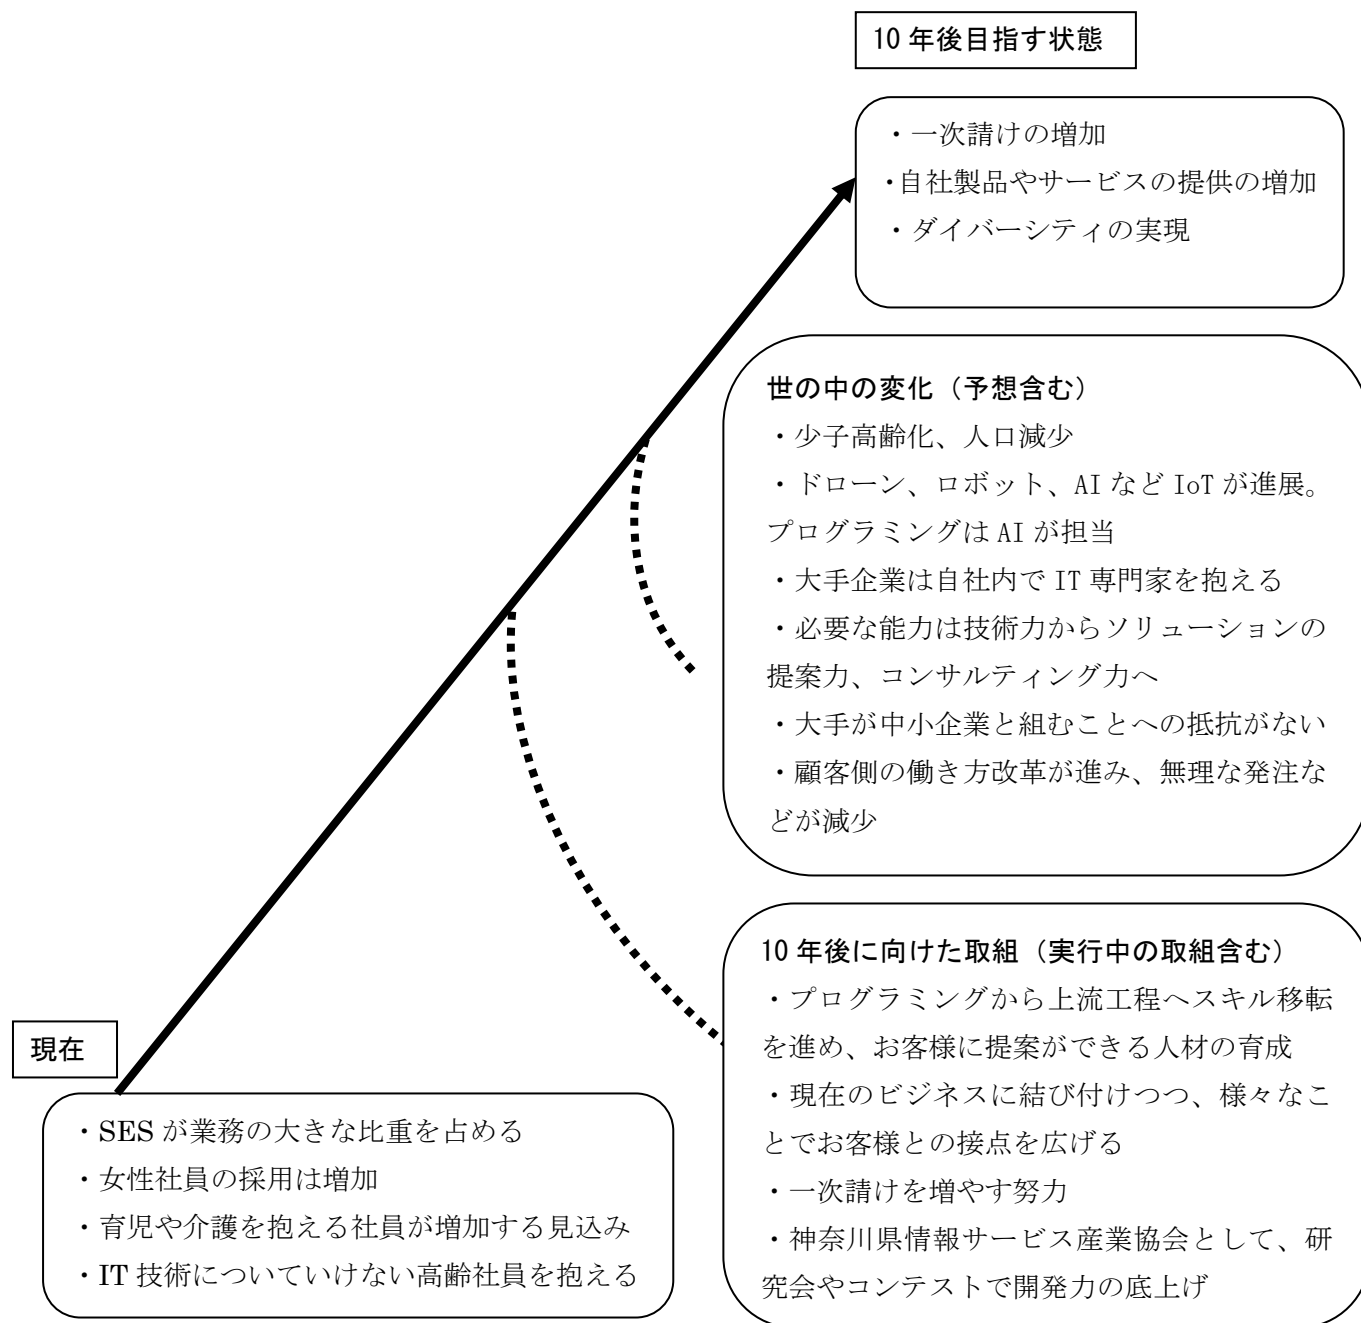 10年後目指す状態
・一次請けの増加
・自社製品やサービスの提供の増加
・ダイバーシティの実現
世の中の変化（予想含む）
・少子高齢化、人口減少
・ドローン、ロボット、AIなどIoTが進展。
プログラミングはAIが担当
・大手企業は自社内でIT専門家を抱える
・必要な能力は技術力からソリューションの
提案力、コンサルティング力へ
・大手が中小企業と組むことへの抵抗がない
・顧客側の働き方改革が進み、無理な発注な
どが減少
10年後に向けた取組（実行中の取組含む）
・プログラミングから上流工程へスキル移転
を進め、お客様に提案ができる人材の育成
・現在のビジネスに結び付けつつ、様々なこ
とでお客様との接点を広げる
・一次請けを増やす努力
・神奈川県情報サービス産業協会として、研
究会やコンテストで開発力の底上げ
現在
・SESが業務の大きな比重を占める
・女性社員の採用は増加
・育児や介護を抱える社員が増加する見込み
・IT技術についていけない高齢社員を抱える